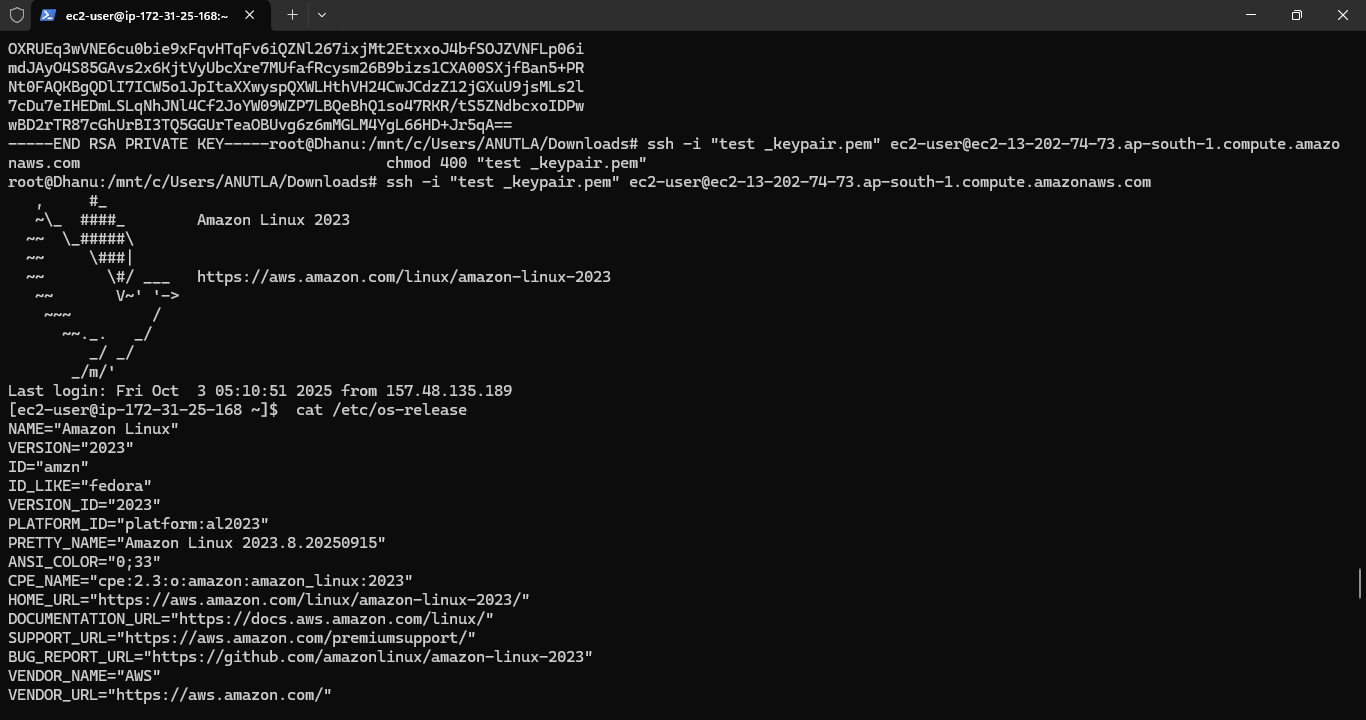 ec2-user@ip-172-31-25-168:~
OXRUEq3wVNE6cu0bie9xFqvHTqFv6iQZNl267ixjMt2EtxxoJ4bfSOJZVNFLp06i
mdJAyO4S85GAvs2x6KjtVyUbcXre7MUfafRcysm26B9bizs1CXA00SXjfBan5+PR
Nt0FAQKBgQDlI7ICW5o1JpItaXXwyspQXWLHthVH24CwJCdzZ12jGXuU9jsMLs2l
7cDu7eIHEDmLSLqNhJNl4Cf2JoYW09WZP7LBQeBhQ1so47RKR/tS5ZNdbcxoIDPw
wBD2rTR87cGhUrBI3TQ5GGUrTeaOBUvg6z6mMGLM4YgL66HD+Jr5qA==
-----END RSA PRIVATE KEY-----root@Dhanu:/mnt/c/Users/ANUTLA/Downloads# ssh -i "test _keypair.pem" ec2-user@ec2-13-202-74-73.ap-south-1.compute.amazo
naws.com                                  chmod 400 "test _keypair.pem"
root@Dhanu:/mnt/c/Users/ANUTLA/Downloads# ssh -i "test _keypair.pem" ec2-user@ec2-13-202-74-73.ap-south-1.compute.amazonaws.com
   ,     #_
   ~\_  ####_        Amazon Linux 2023
  ~~  \_#####\
  ~~     \###|
  ~~       \#/ ___   https://aws.amazon.com/linux/amazon-linux-2023
   ~~       V~' '->
    ~~~         /
      ~~._.   _/
         _/ _/
       _/m/'
Last login: Fri Oct  3 05:10:51 2025 from 157.48.135.189
[ec2-user@ip-172-31-25-168 ~]$  cat /etc/os-release
NAME="Amazon Linux"
VERSION="2023"
ID="amzn"
ID_LIKE="fedora"
VERSION_ID="2023"
PLATFORM_ID="platform:al2023"
PRETTY_NAME="Amazon Linux 2023.8.20250915"
ANSI_COLOR="0;33"
CPE_NAME="cpe:2.3:o:amazon:amazon_linux:2023"
HOME_URL="https://aws.amazon.com/linux/amazon-linux-2023/"
DOCUMENTATION_URL="https://docs.aws.amazon.com/linux/"
SUPPORT_URL="https://aws.amazon.com/premiumsupport/"
BUG_REPORT_URL="https://github.com/amazonlinux/amazon-linux-2023"
VENDOR_NAME="AWS"
VENDOR_URL="https://aws.amazon.com/"